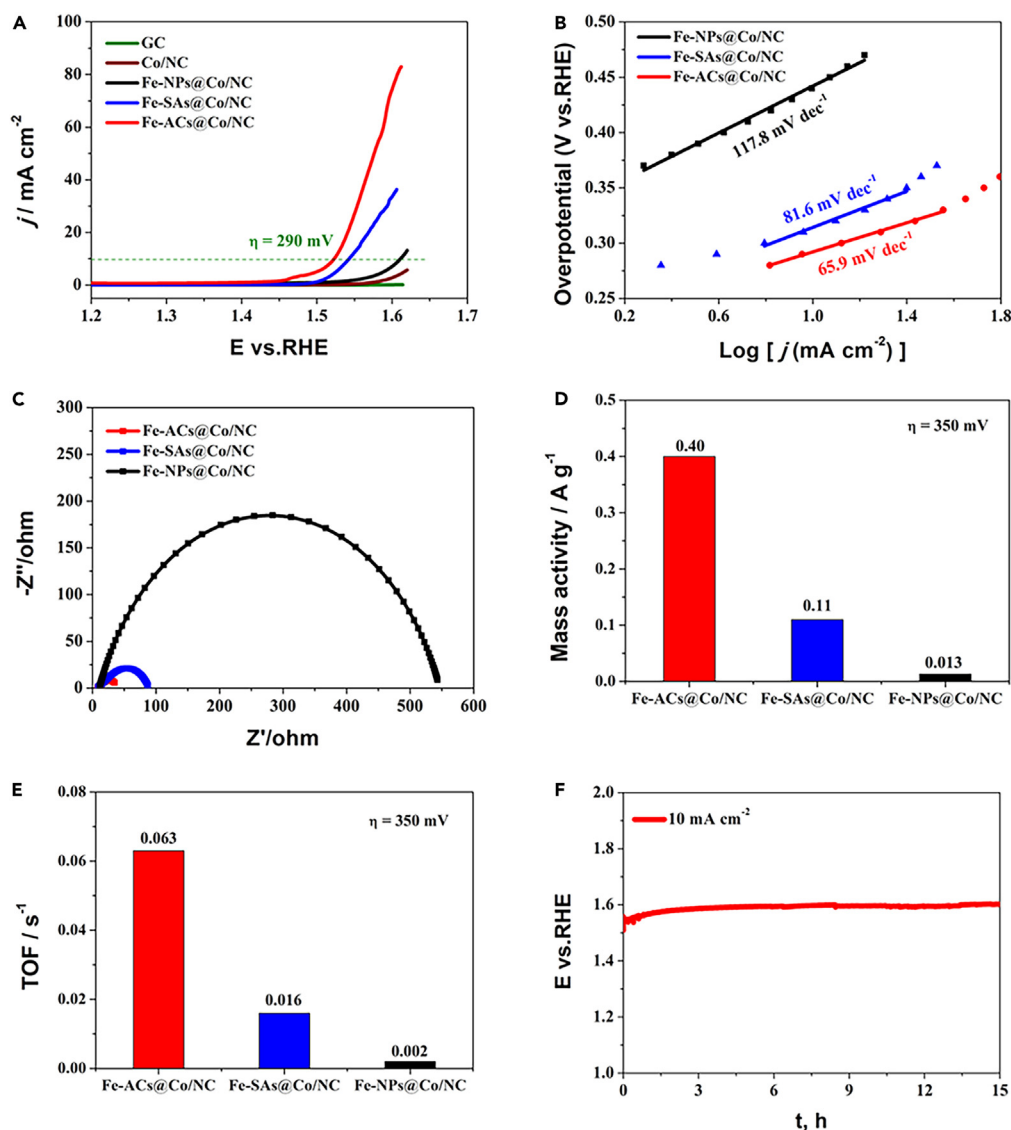 A
100
80
60
40
20
0
j / mA cm-2
GC
Co/NC
Fe-NPs@Co/NC
Fe-SAs@Co/NC
Fe-ACs@Co/NC
η = 290 mV
1.2 1.3 1.4 1.5 1.6 1.7
E vs.RHE
B
0.45
0.40
0.35
0.30
0.25
Overpotential (V vs.RHE)
Fe-NPs@Co/NC
Fe-SAs@Co/NC
Fe-ACs@Co/NC
117.8 mV dec-1
81.6 mV dec-1
65.9 mV dec-1
0.2 0.6 1.0 1.4 1.8
Log [ j (mA cm-2) ]
C
300
250
200
150
100
50
0
-Z''/ohm
Fe-ACs@Co/NC
Fe-SAs@Co/NC
Fe-NPs@Co/NC
0 100 200 300 400 500 600
Z'/ohm
D
0.5
0.4
0.3
0.2
0.1
0.0
Mass activity / A g-1
η = 350 mV
0.40
0.11
0.013
Fe-ACs@Co/NC Fe-SAs@Co/NC Fe-NPs@Co/NC
E
0.08
0.06
0.04
0.02
0.00
TOF / s-1
η = 350 mV
0.063
0.016
0.002
Fe-ACs@Co/NC Fe-SAs@Co/NC Fe-NPs@Co/NC
F
2.0
1.8
1.6
1.4
1.2
1.0
E vs.RHE
10 mA cm-2
0 3 6 9 12 15
t, h